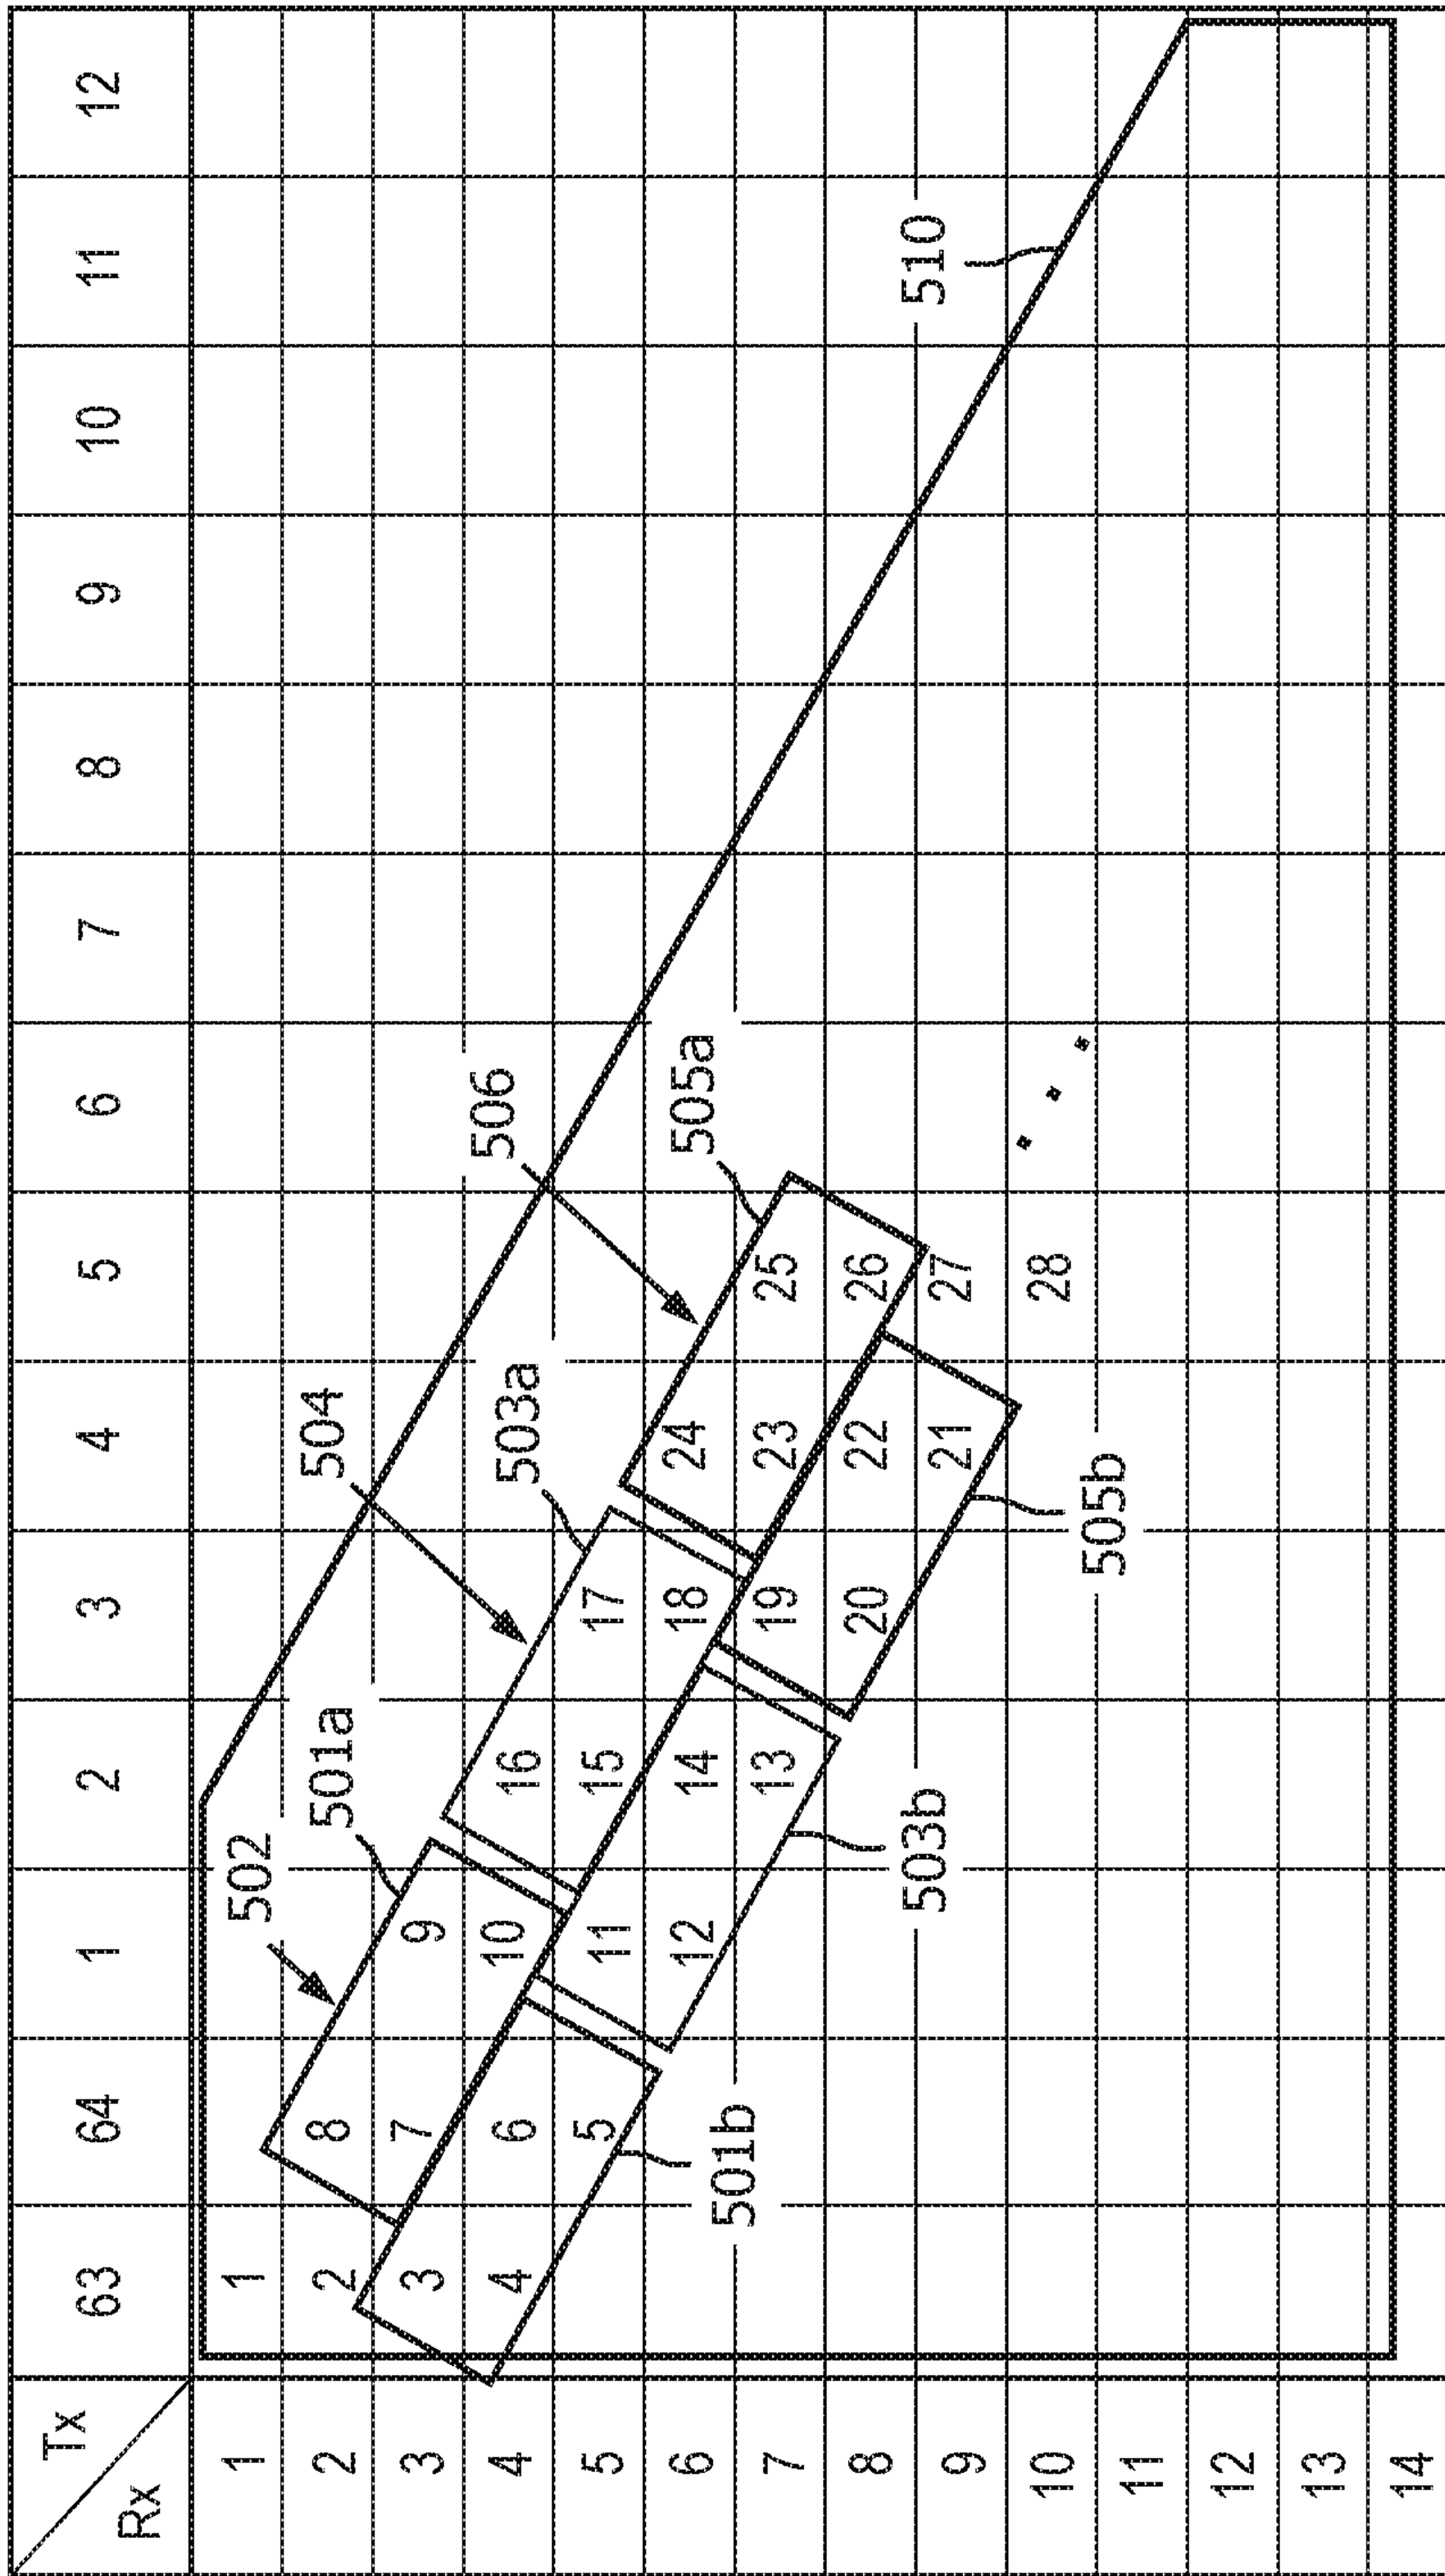 Tx
Rx 63 64 1 2 3 4 5 6 7 8 9 10 11 12
1 1 502
2 2 8 501a 504
3 3 7 9
4 4 6 10 16 503a 506
5 5 11 15 17
6 12 14 18 24 505a
7 501b 13 19 23 25
8 20 22 26
9 503b 21 27 510
10 28 . . .
11 505b
12
13
14